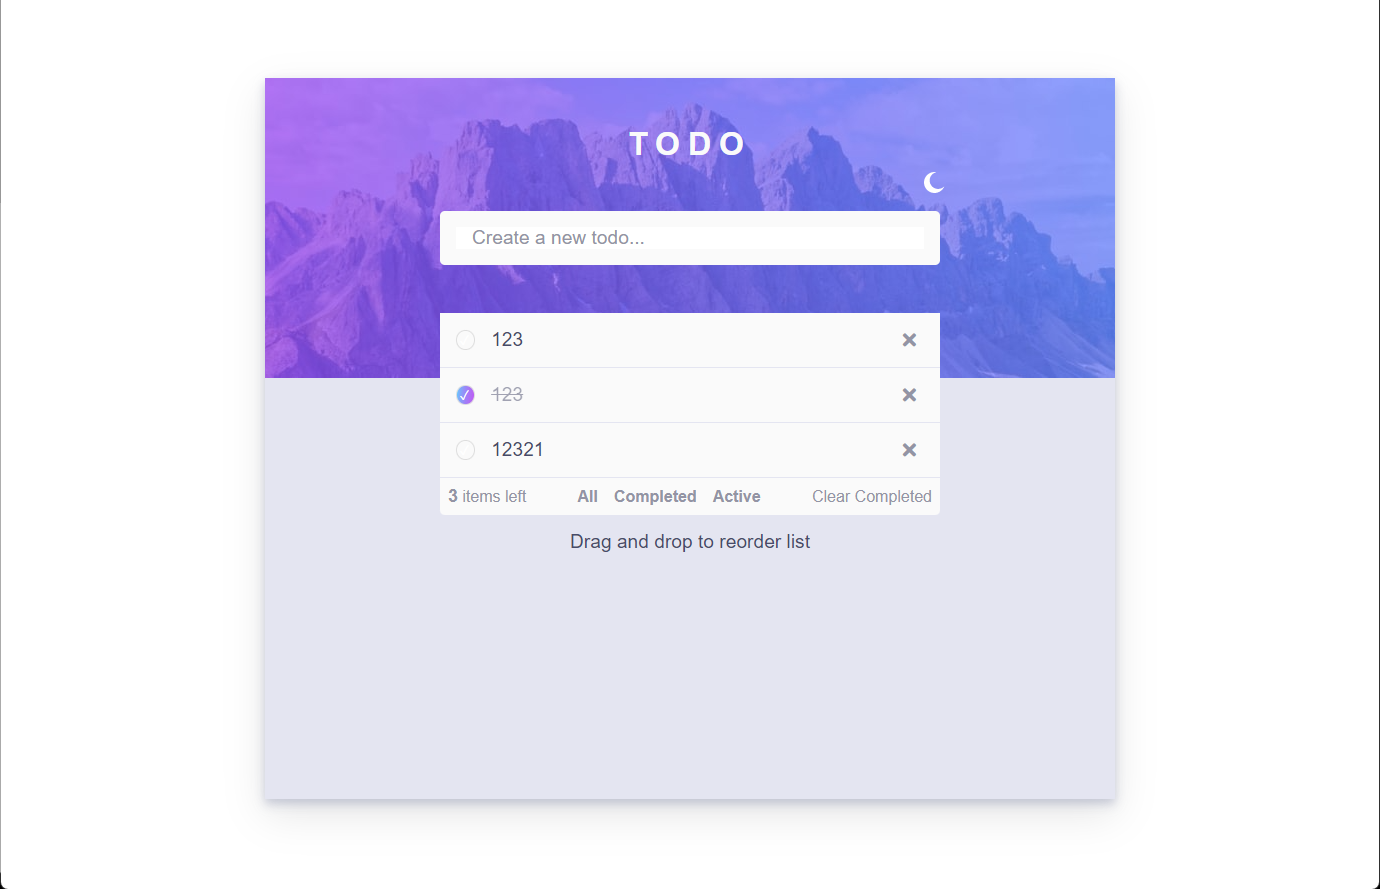 TODO
Create a new todo...
123
123
12321
3 items left All Completed Active Clear Completed
Drag and drop to reorder list